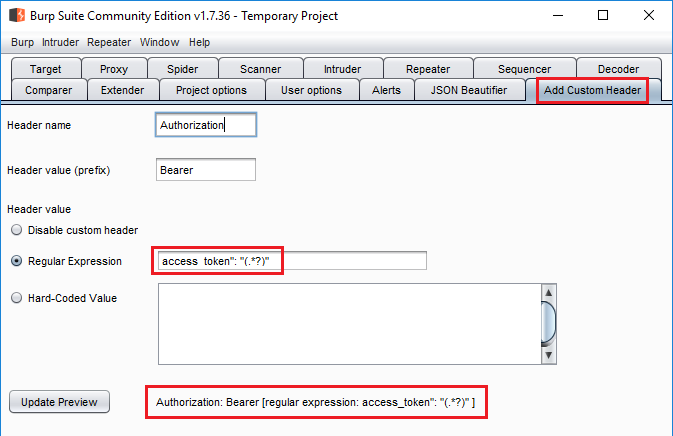 Burp Suite Community Edition v1.7.36 - Temporary Project
Burp Intruder Repeater Window Help
Target Proxy Spider Scanner Intruder Repeater Sequencer Decoder
Comparer Extender Project options User options Alerts JSON Beautifier Add Custom Header
Header name Authorization
Header value (prefix) Bearer
Header value
Disable custom header
Regular Expression access_token": "(.*?)"
Hard-Coded Value
Update Preview Authorization: Bearer [regular expression: access_token": "(.*?)" ]